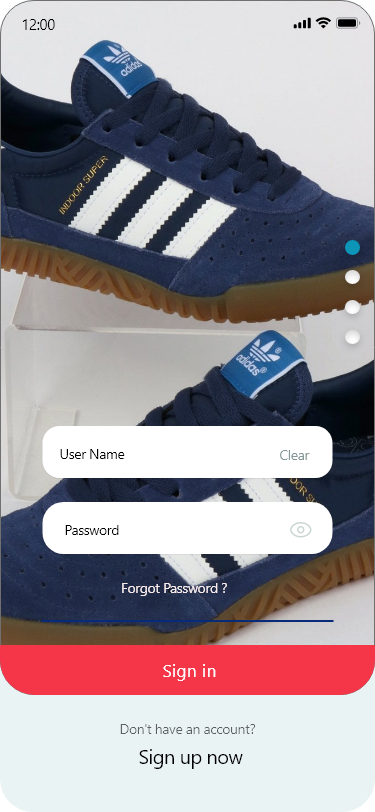 12:00
adidas
INDOOR SUPER
adidas
User Name
Clear
OOR SU
Password
Forgot Password ?
Sign in
Don't have an account?
Sign up now